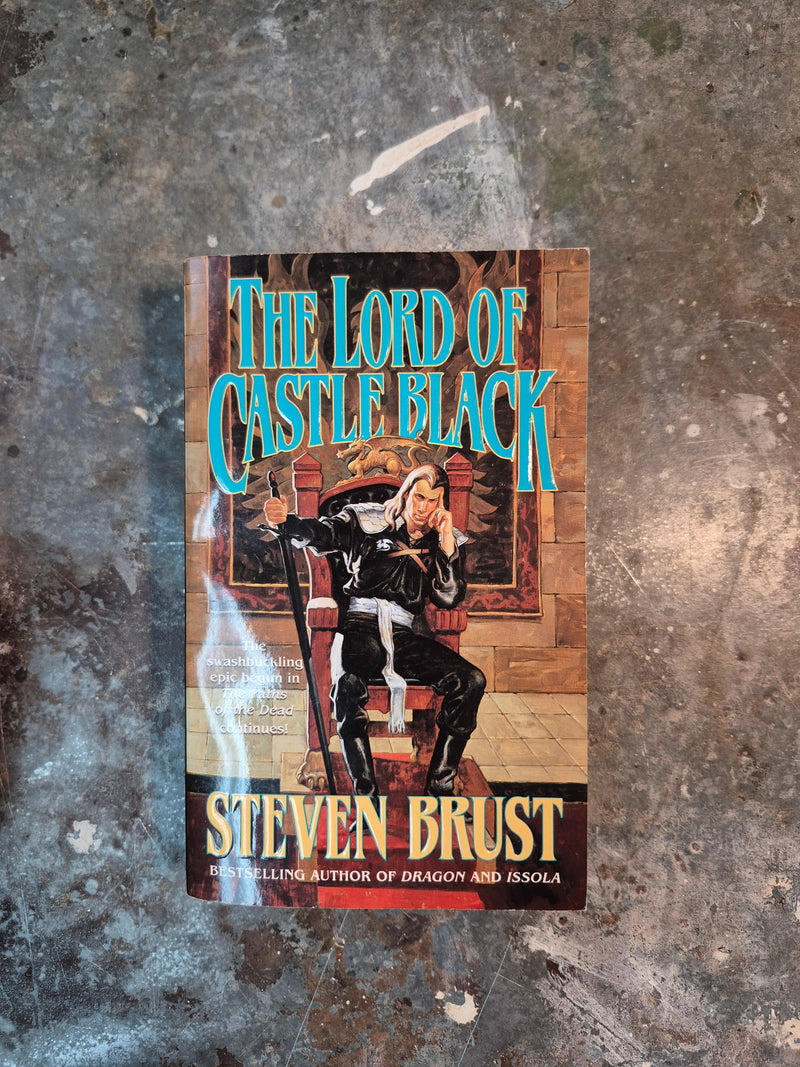 THE LORD OF
CASTLE BLACK
The
swashbuckling
epic begun in
The Paths
of the Dead
continues!
STEVEN BRUST
BESTSELLING AUTHOR OF DRAGON AND ISSOLA